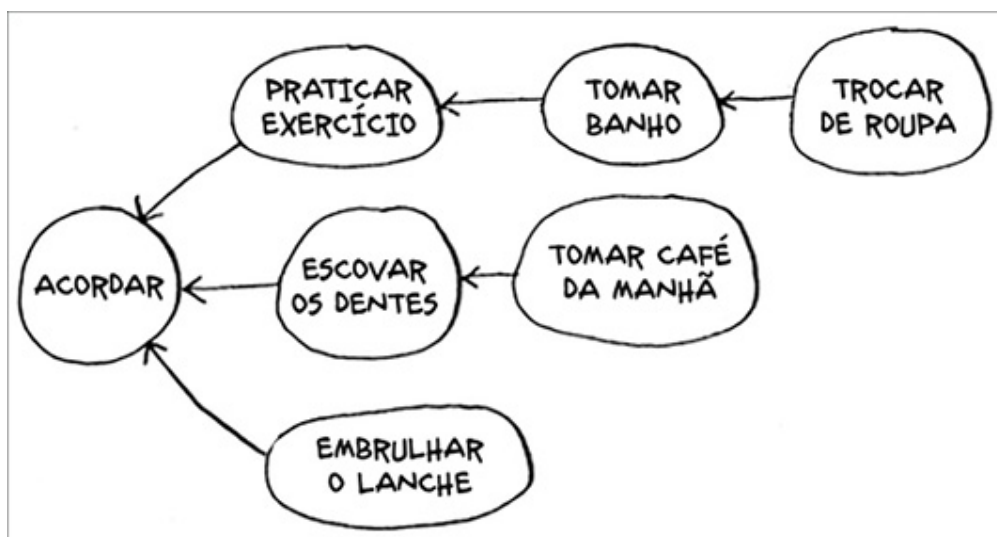 PRATICAR
EXERCÍCIO
TOMAR
BANHO
TROCAR
DE ROUPA
ACORDAR
ESCOVAR
OS DENTES
TOMAR CAFÉ
DA MANHÃ
EMBRULHAR
O LANCHE